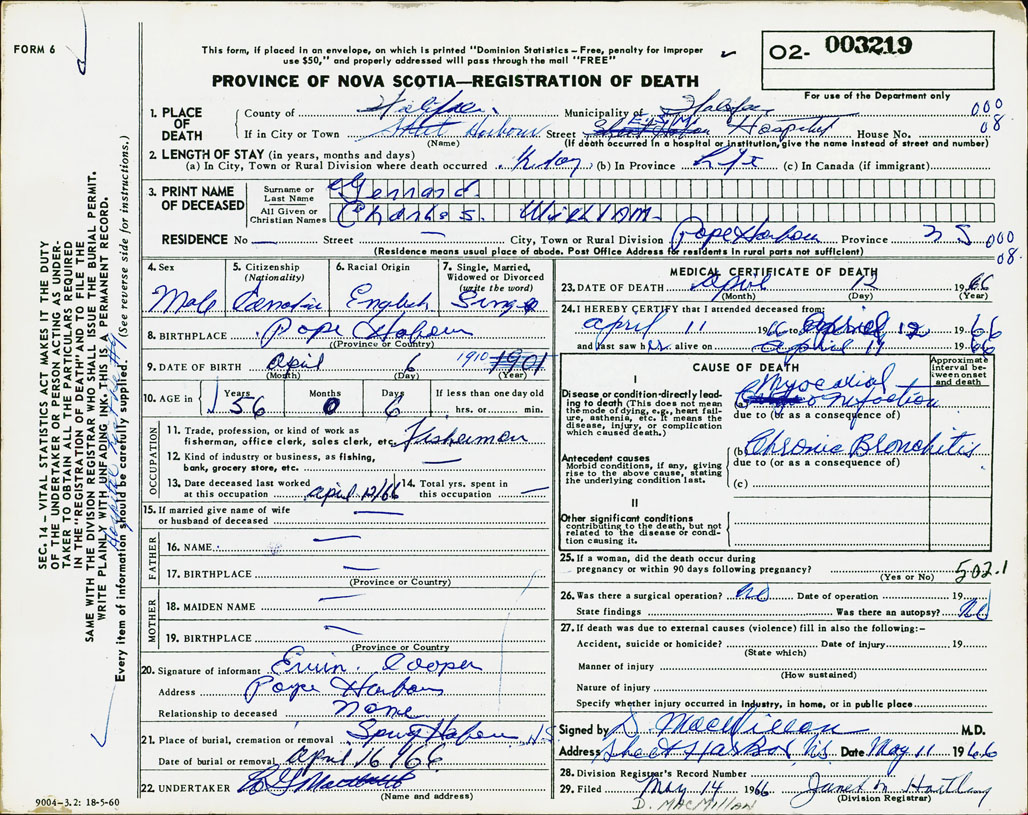 FORM 6
This form, if placed in an envelope, on which is printed "Dominion Statistics – Free, penalty for improper
use $50," and properly addressed will pass through the mail "FREE"
O2- 003219
For use of the Department only
PROVINCE OF NOVA SCOTIA—REGISTRATION OF DEATH
1. PLACE OF DEATH County of Halifax Municipality of Halifax 000
If in City or Town Sheet Harbour Street Hospital House No. 08.
(Name) (If death occurred in a hospital or institution, give the name instead of street and number)
2. LENGTH OF STAY (in years, months and days)
(a) In City, Town or Rural Division where death occurred ½ day (b) In Province Life (c) In Canada (if immigrant)
3. PRINT NAME OF DECEASED
Surname or Last Name Gerrard.
All Given or Christian Names Charles. William.
RESIDENCE No — Street — City, Town or Rural Division Pope Harbour Province N S 000
(Residence means usual place of abode. Post Office Address for residents in rural parts not sufficient) 08.
4. Sex Male
5. Citizenship (Nationality) Canadian
6. Racial Origin English
7. Single, Married, Widowed or Divorced (write the word) Single
8. BIRTHPLACE Pope Harbour
(Province or Country)
9. DATE OF BIRTH April 6 1910 1901
(Month) (Day) (Year)
10. AGE in Years 56 Months 0 Days 6 If less than one day old hrs. or min.
OCCUPATION
11. Trade, profession, or kind of work as fisherman, office clerk, sales clerk, etc. Fisherman
12. Kind of industry or business, as fishing, bank, grocery store, etc. —
13. Date deceased last worked at this occupation April 12/66 14. Total yrs. spent in this occupation —
15. If married give name of wife or husband of deceased —
FATHER
16. NAME. —
17. BIRTHPLACE —
(Province or Country)
MOTHER
18. MAIDEN NAME —
19. BIRTHPLACE —
(Province or Country)
20. Signature of informant Ervin. Cooper
Address Pope Harbour
Relationship to deceased None
21. Place of burial, cremation or removal Spry Harbour N.S.
Date of burial or removal April 16/66
22. UNDERTAKER
(Name and address)
9004-3.2: 18-5-60
MEDICAL CERTIFICATE OF DEATH
23. DATE OF DEATH April 12 1966
(Month) (Day)
24. I HEREBY CERTIFY that I attended deceased from:
April 11 1966 to April 12 1966
and last saw him alive on April 1966
CAUSE OF DEATH
Approximate interval between onset and death
I
Disease or condition directly leading to death (This does not mean the mode of dying, e.g., heart failure, asthenia, etc. It means the disease, injury, or complication which caused death.)
(a) Myocardial infarction
due to (or as a consequence of)
Antecedent causes
Morbid conditions, if any, giving rise to the above cause, stating the underlying condition last.
(b) Chronic Bronchitis
due to (or as a consequence of)
(c)
II
Other significant conditions
contributing to the death, but not related to the disease or condition causing it.
25. If a woman, did the death occur during
pregnancy or within 90 days following pregnancy? 502.1
(Yes or No)
26. Was there a surgical operation? No Date of operation 19
State findings Was there an autopsy? No
27. If death was due to external causes (violence) fill in also the following:–
Accident, suicide or homicide? Date of injury 19
(State which)
Manner of injury
(How sustained)
Nature of injury
Specify whether injury occurred in industry, in home, or in public place
Signed by D. MacMillan M.D.
Address Sheet Harbor, N.S. Date May 11 1966
28. Division Registrar's Record Number
29. Filed May 14 1966 Janet M Hartling
(Division Registrar)
D. MACMILLAN
SEC. 14 – VITAL STATISTICS ACT MAKES IT THE DUTY
OF THE UNDERTAKER OR PERSON ACTING AS UNDER-
TAKER TO OBTAIN ALL THE PARTICULARS REQUIRED
IN THE "REGISTRATION OF DEATH" AND TO FILE THE
SAME WITH THE DIVISION REGISTRAR WHO SHALL ISSUE THE BURIAL PERMIT.
WRITE PLAINLY WITH UNFADING INK. THIS IS A PERMANENT RECORD.
Every item of information should be carefully supplied. (See reverse side for instructions.)